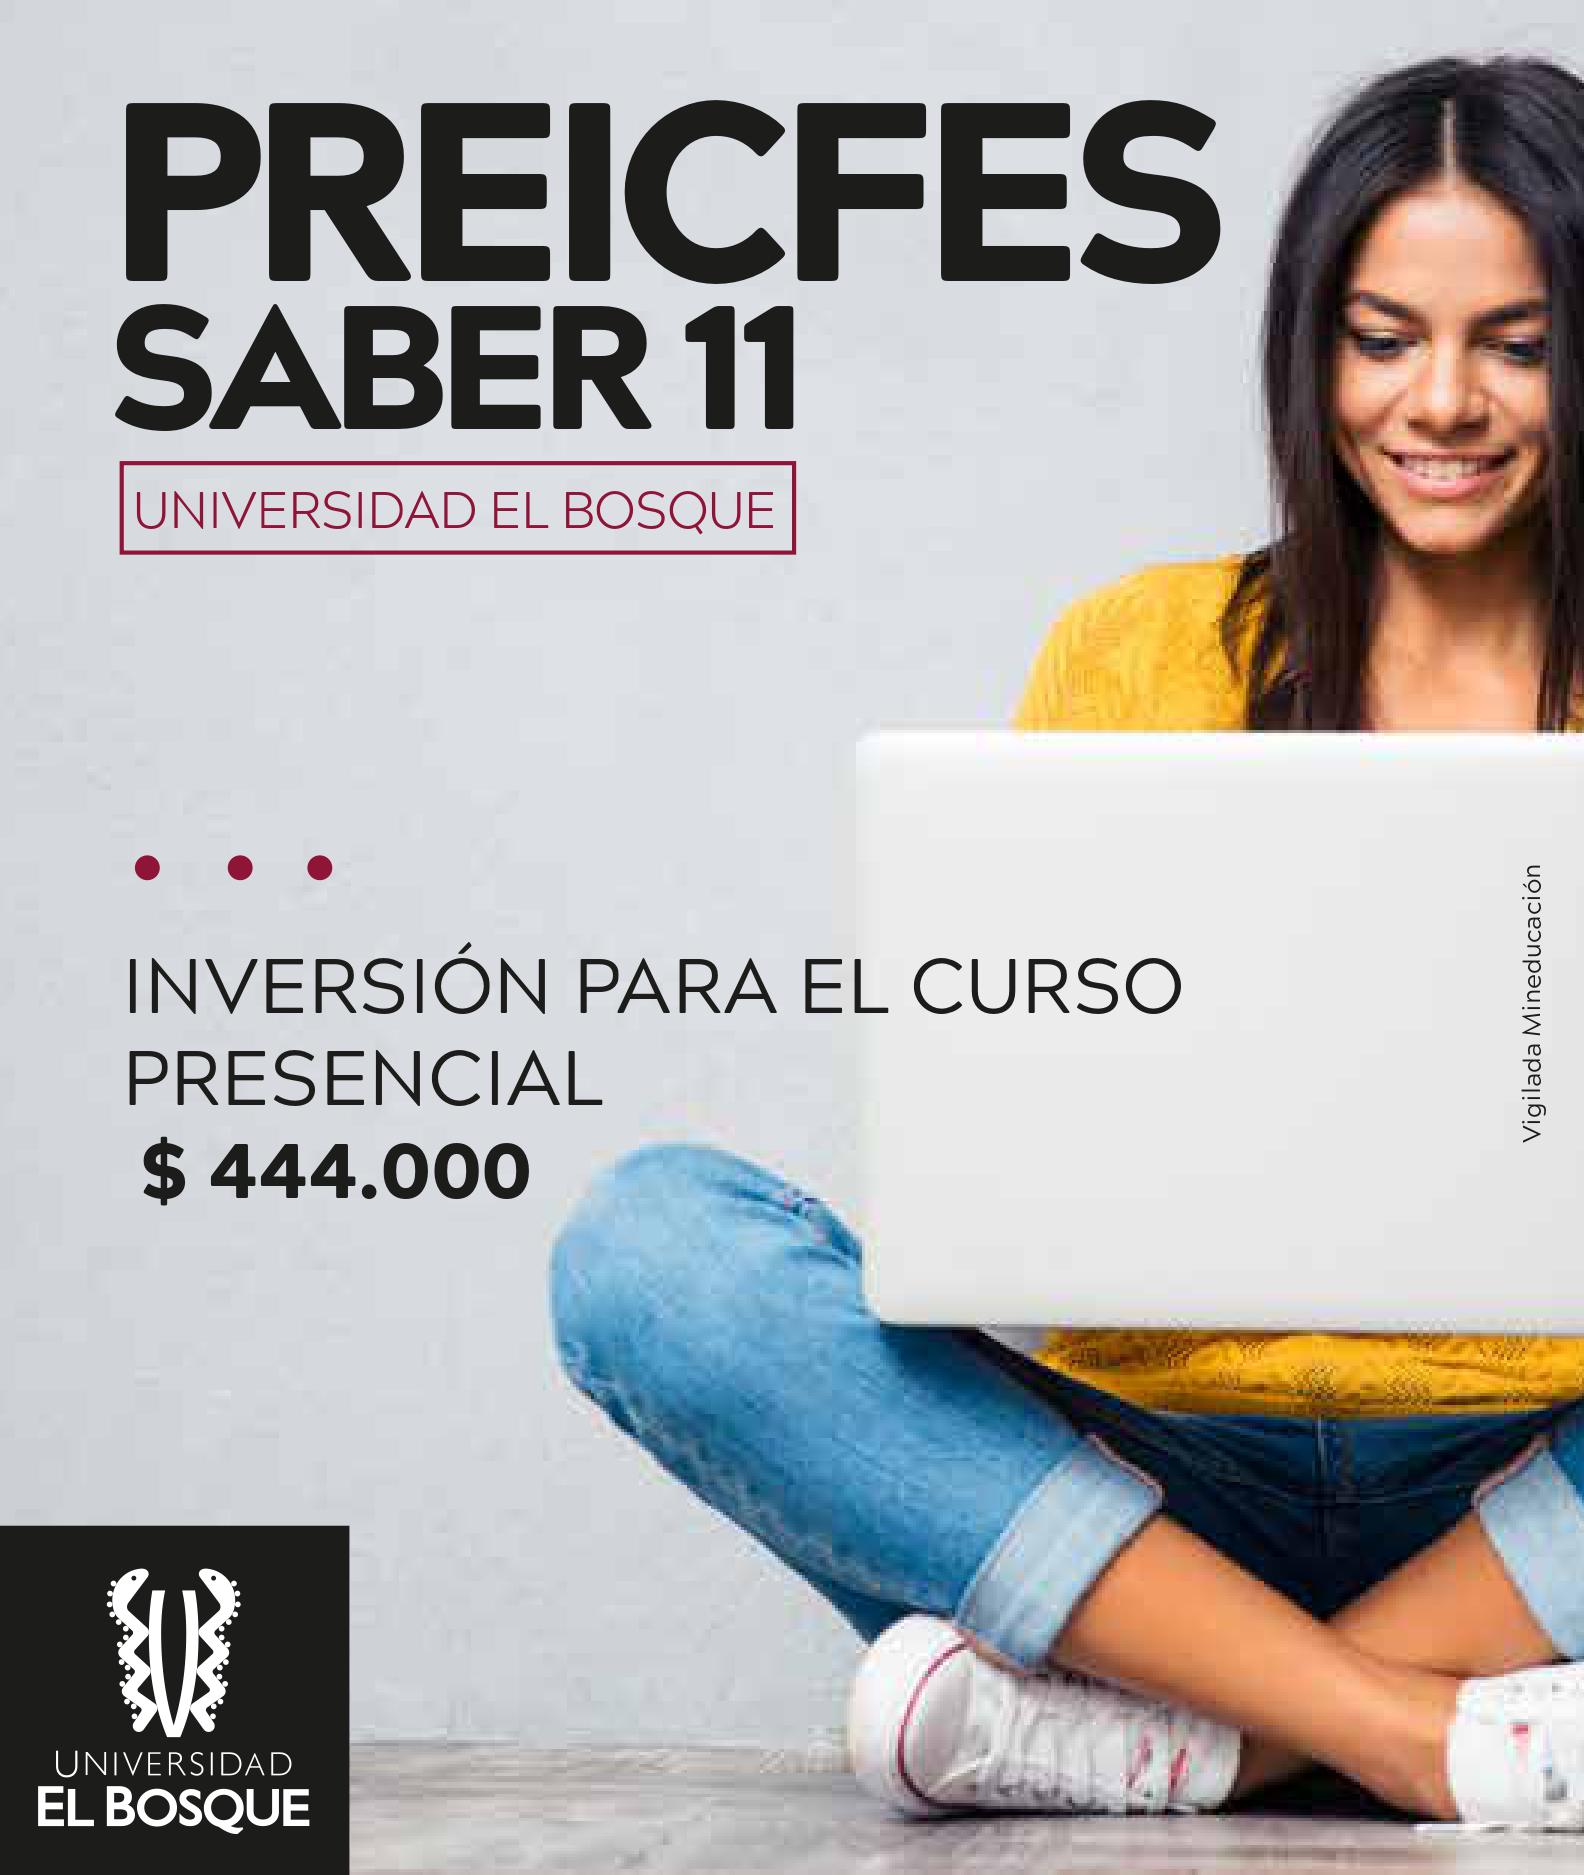 PREICFES
SABER 11
UNIVERSIDAD EL BOSQUE
INVERSIÓN PARA EL CURSO
PRESENCIAL
$ 444.000
Vigilada Mineducación
UNIVERSIDAD
EL BOSQUE